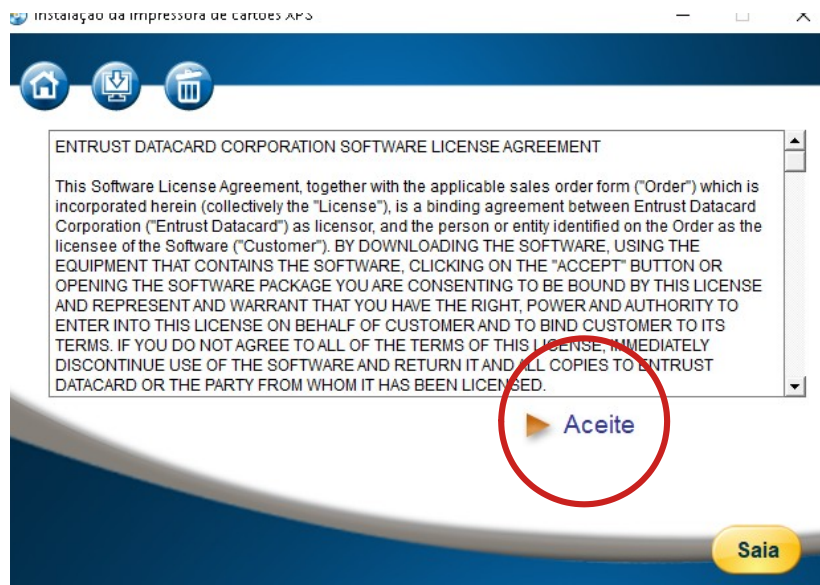 Instalação da impressora de cartões XPS
ENTRUST DATACARD CORPORATION SOFTWARE LICENSE AGREEMENT
This Software License Agreement, together with the applicable sales order form ("Order") which is
incorporated herein (collectively the "License"), is a binding agreement between Entrust Datacard
Corporation ("Entrust Datacard") as licensor, and the person or entity identified on the Order as the
licensee of the Software ("Customer"). BY DOWNLOADING THE SOFTWARE, USING THE
EQUIPMENT THAT CONTAINS THE SOFTWARE, CLICKING ON THE "ACCEPT" BUTTON OR
OPENING THE SOFTWARE PACKAGE YOU ARE CONSENTING TO BE BOUND BY THIS LICENSE
AND REPRESENT AND WARRANT THAT YOU HAVE THE RIGHT, POWER AND AUTHORITY TO
ENTER INTO THIS LICENSE ON BEHALF OF CUSTOMER AND TO BIND CUSTOMER TO ITS
TERMS. IF YOU DO NOT AGREE TO ALL OF THE TERMS OF THIS LICENSE, IMMEDIATELY
DISCONTINUE USE OF THE SOFTWARE AND RETURN IT AND ALL COPIES TO ENTRUST
DATACARD OR THE PARTY FROM WHOM IT HAS BEEN LICENSED.
Aceite
Saia